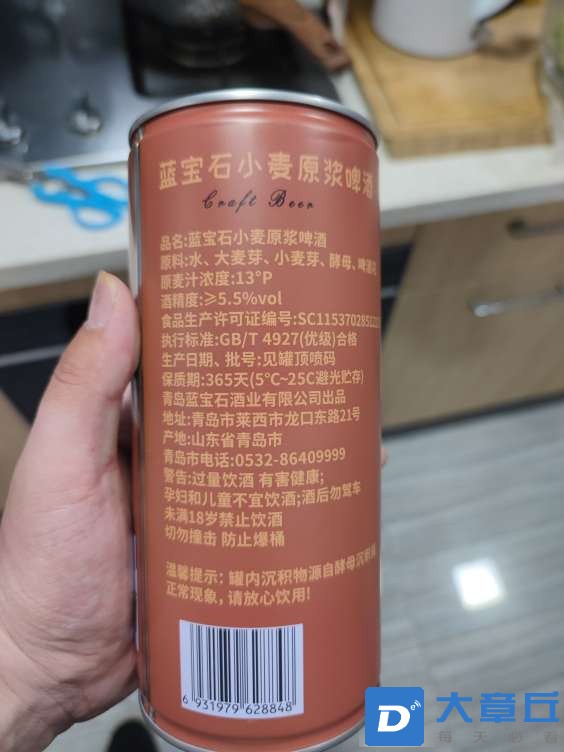 蓝宝石小麦原浆啤酒
Craft Beer
品名:蓝宝石小麦原浆啤酒
原料:水、大麦芽、小麦芽、酵母、啤酒花
原麦汁浓度:13°P
酒精度:≥5.5%vol
食品生产许可证编号:
执行标准:GB/T 4927(优级)合格
生产日期、批号:见罐顶喷码
保质期:365天(5℃~25C避光贮存)
青岛蓝宝石酒业有限公司出品
地址:青岛市莱西市龙口东路21号
产地:山东省青岛市
青岛市电话:0532-86409999
警告:过量饮酒 有害健康;
孕妇和儿童不宜饮酒;酒后勿驾车
未满18岁禁止饮酒
切勿撞击 防止爆桶
温馨提示: 罐内沉积物源自酵母沉积
正常现象,请放心饮用!
6 931979 628848
大章丘
每天必看